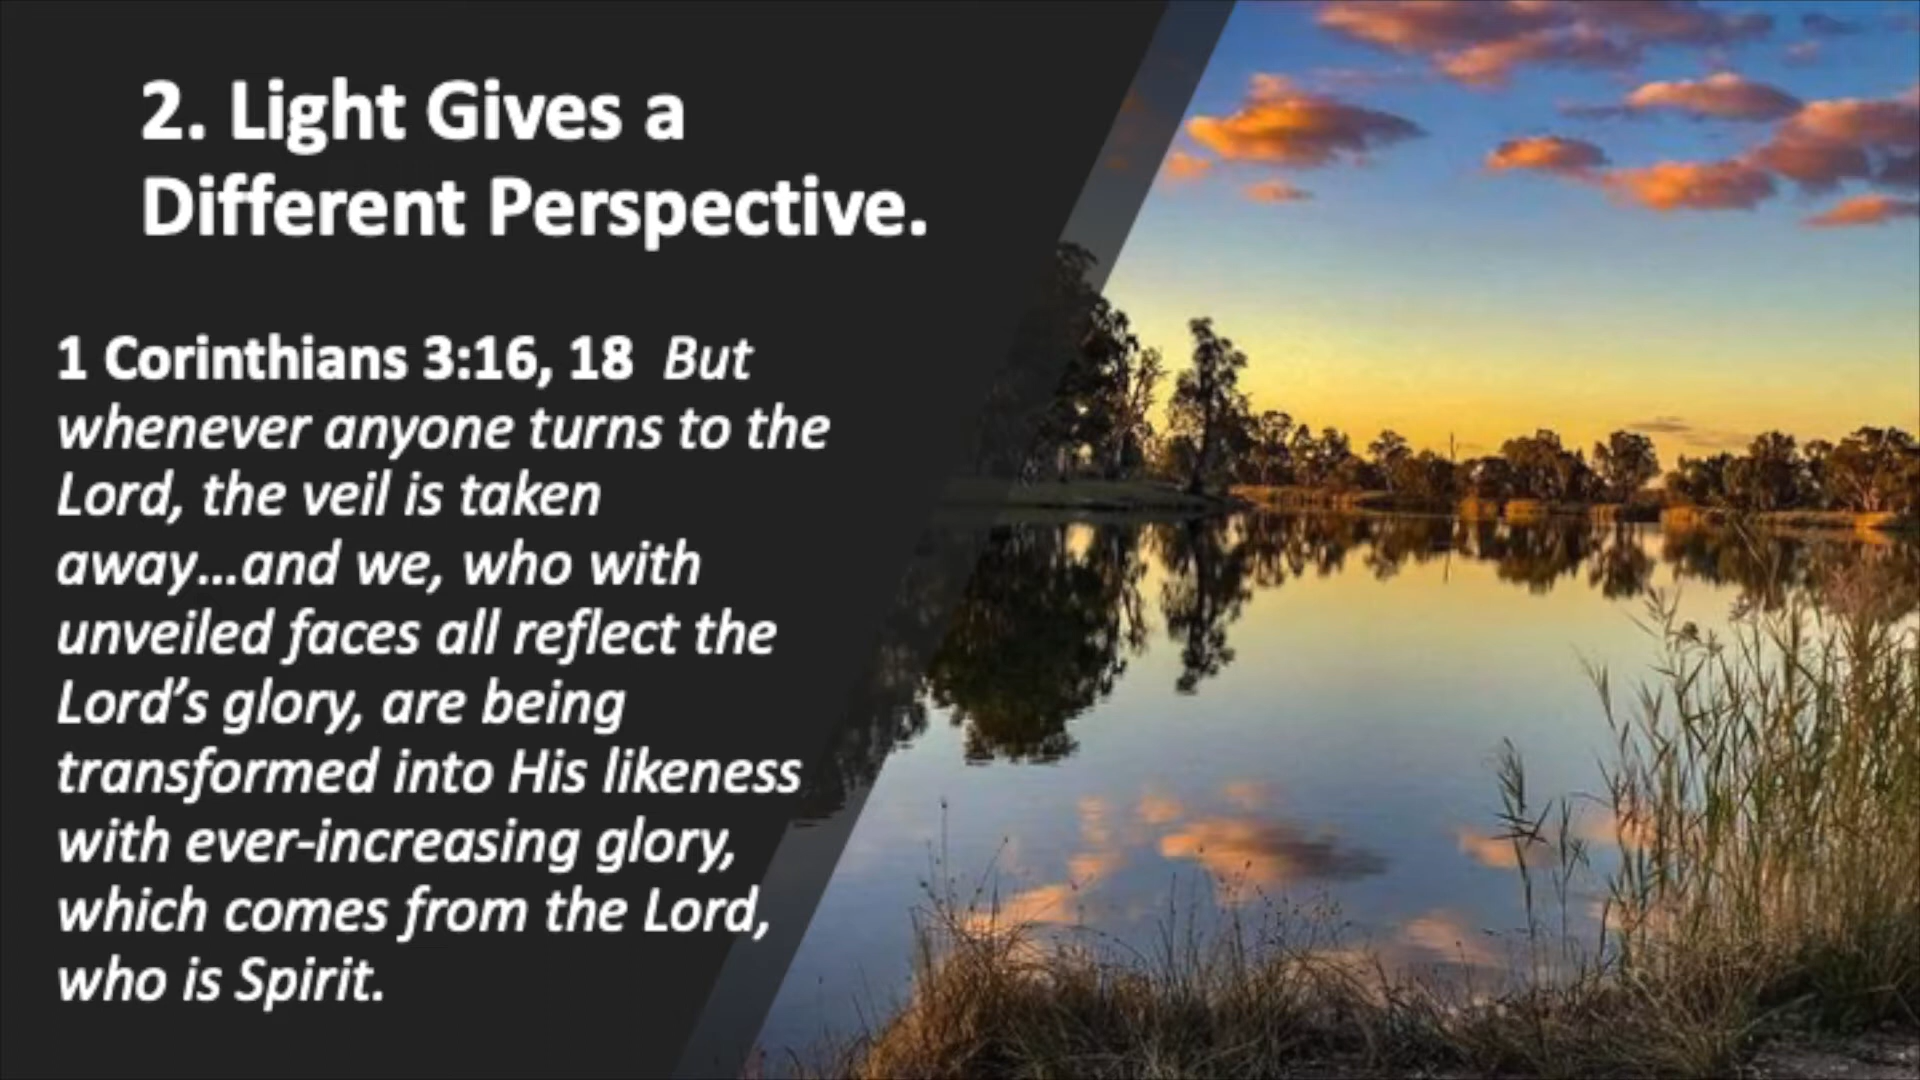 2. Light Gives a
Different Perspective.
1 Corinthians 3:16, 18 But
whenever anyone turns to the
Lord, the veil is taken
away...and we, who with
unveiled faces all reflect the
Lord’s glory, are being
transformed into His likeness
with ever-increasing glory,
which comes from the Lord,
who is Spirit.